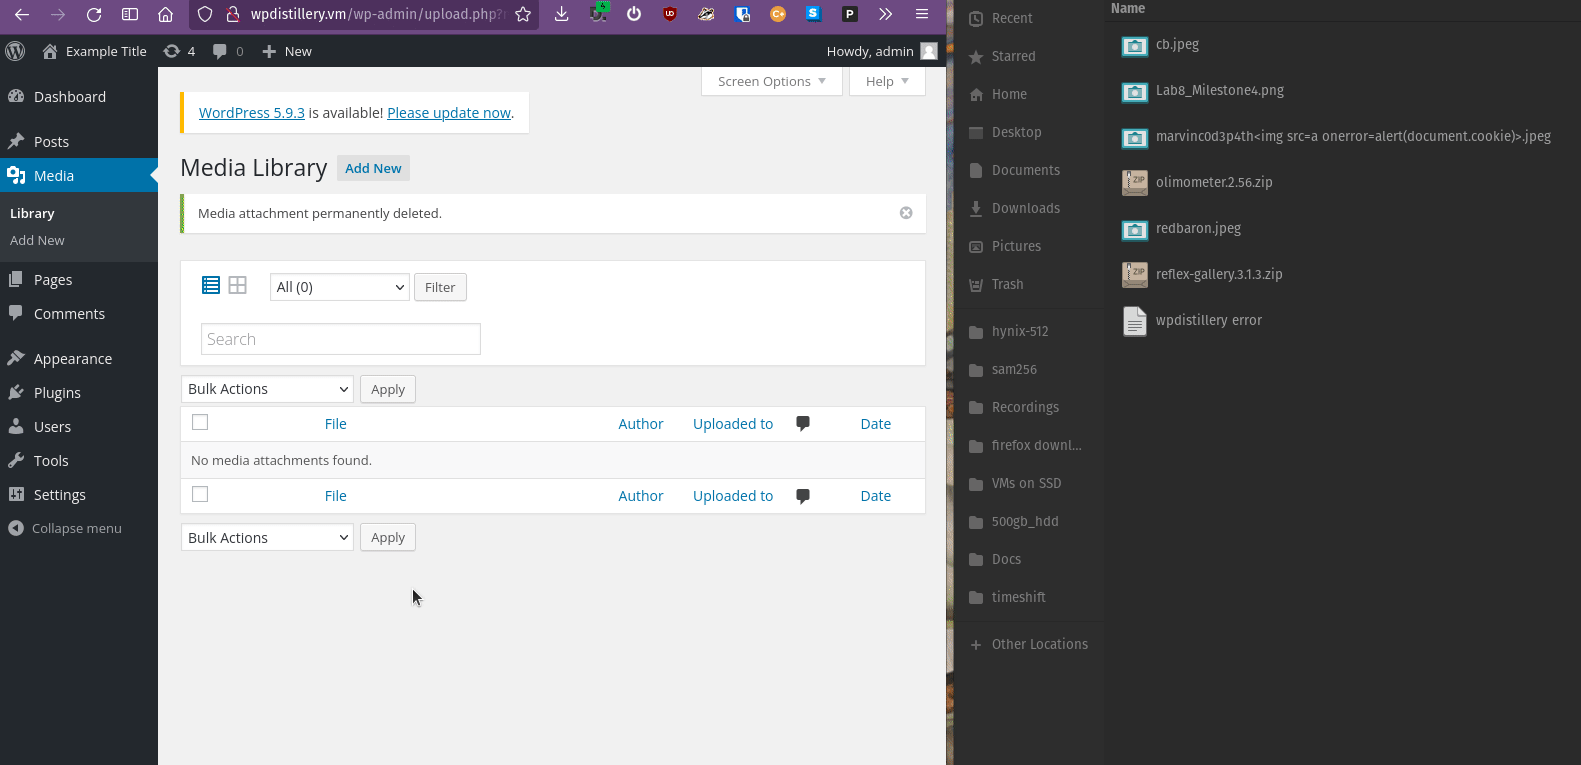 wpdistillery.vm/wp-admin/upload.php?
Example Title
4
0
New
Howdy, admin
Dashboard
Posts
Media
Library
Add New
Pages
Comments
Appearance
Plugins
Users
Tools
Settings
Collapse menu
Screen Options
Help
WordPress 5.9.3 is available! Please update now.
Media Library
Add New
Media attachment permanently deleted.
All (0)
Filter
Search
Bulk Actions
Apply
File
Author
Uploaded to
Date
No media attachments found.
File
Author
Uploaded to
Date
Bulk Actions
Apply
Recent
Starred
Home
Desktop
Documents
Downloads
Pictures
Trash
hynix-512
sam256
Recordings
firefox downl...
VMs on SSD
500gb_hdd
Docs
timeshift
Other Locations
Name
cb.jpeg
Lab8_Milestone4.png
marvinc0d3p4th<img src=a onerror=alert(document.cookie)>.jpeg
olimometer.2.56.zip
redbaron.jpeg
reflex-gallery.3.1.3.zip
wpdistillery error